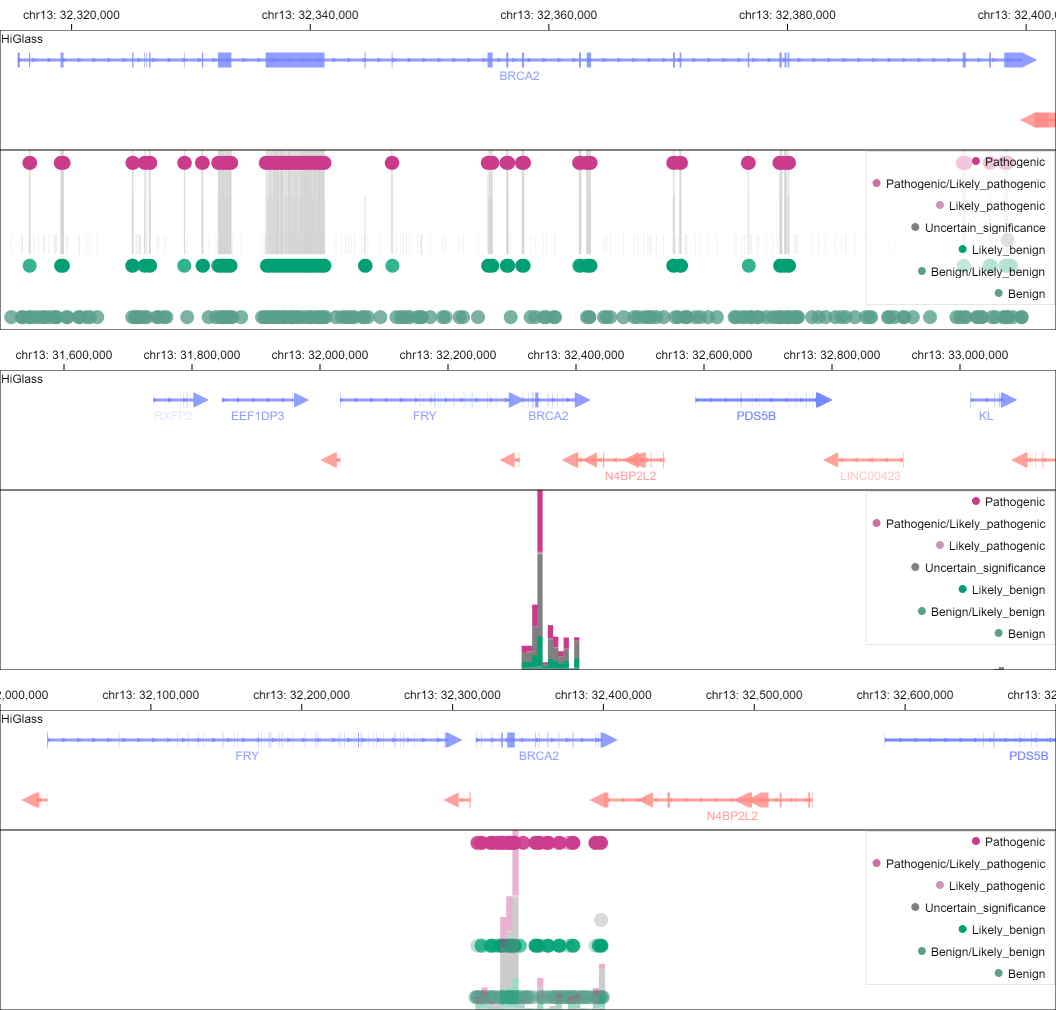 chr13: 32,320,000 chr13: 32,340,000 chr13: 32,360,000 chr13: 32,380,000 chr13: 32,400,
HiGlass
BRCA2
Pathogenic
Pathogenic/Likely_pathogenic
Likely_pathogenic
Uncertain_significance
Likely_benign
Benign/Likely_benign
Benign
chr13: 31,600,000 chr13: 31,800,000 chr13: 32,000,000 chr13: 32,200,000 chr13: 32,400,000 chr13: 32,600,000 chr13: 32,800,000 chr13: 33,000,000
HiGlass
RXFP2 EEF1DP3 FRY BRCA2 PDS5B KL
N4BP2L2 LINC00423
Pathogenic
Pathogenic/Likely_pathogenic
Likely_pathogenic
Uncertain_significance
Likely_benign
Benign/Likely_benign
Benign
:,000,000 chr13: 32,100,000 chr13: 32,200,000 chr13: 32,300,000 chr13: 32,400,000 chr13: 32,500,000 chr13: 32,600,000 chr13: 32
HiGlass
FRY BRCA2 PDS5B
N4BP2L2
Pathogenic
Pathogenic/Likely_pathogenic
Likely_pathogenic
Uncertain_significance
Likely_benign
Benign/Likely_benign
Benign